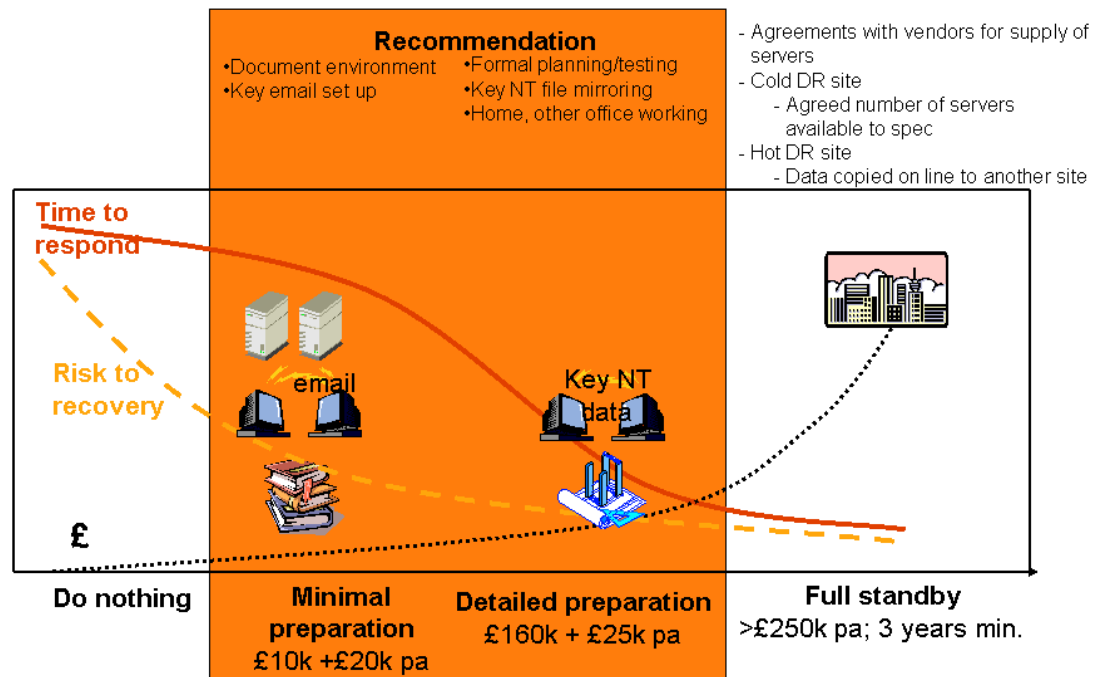 Recommendation
•Document environment
•Key email set up
•Formal planning/testing
•Key NT file mirroring
•Home, other office working
- Agreements with vendors for supply of
servers
- Cold DR site
- Agreed number of servers
available to spec
- Hot DR site
- Data copied on line to another site
Time to
respond
Risk to
recovery
email
Key NT
data
£
Do nothing
Minimal
preparation
£10k +£20k pa
Detailed preparation
£160k + £25k pa
Full standby
>£250k pa; 3 years min.